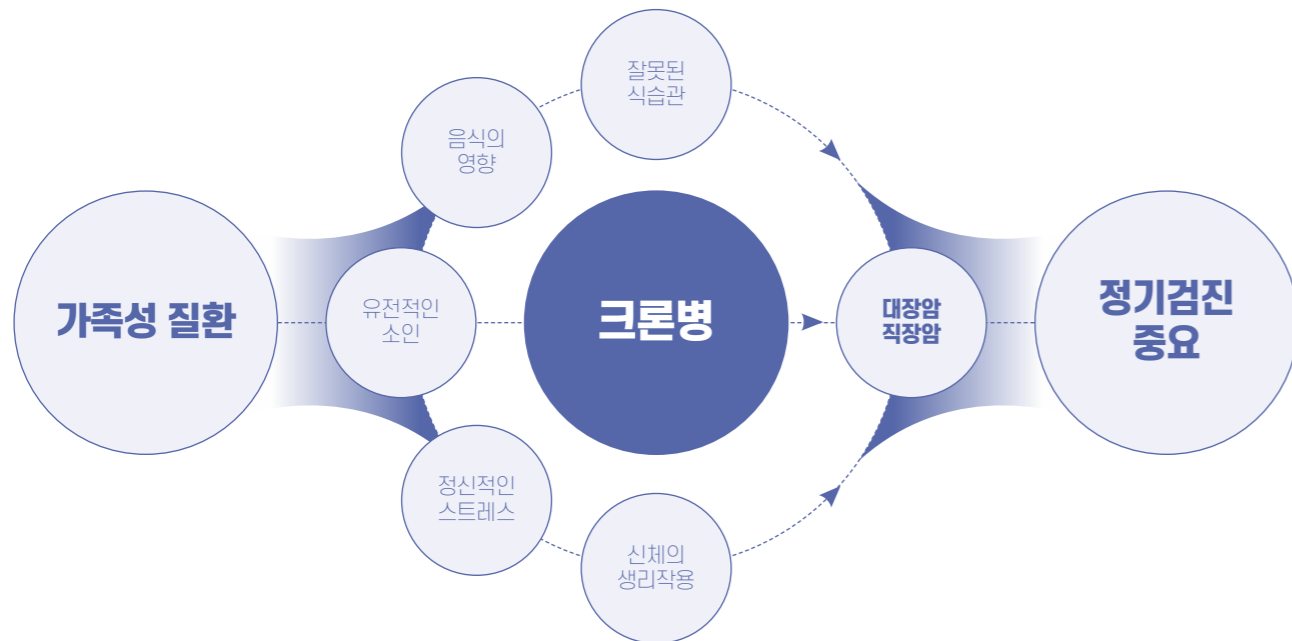 가족성 질환
음식의
영향
유전적인
소인
정신적인
스트레스
잘못된
식습관
크론병
신체의
생리작용
대장암
직장암
정기검진
중요